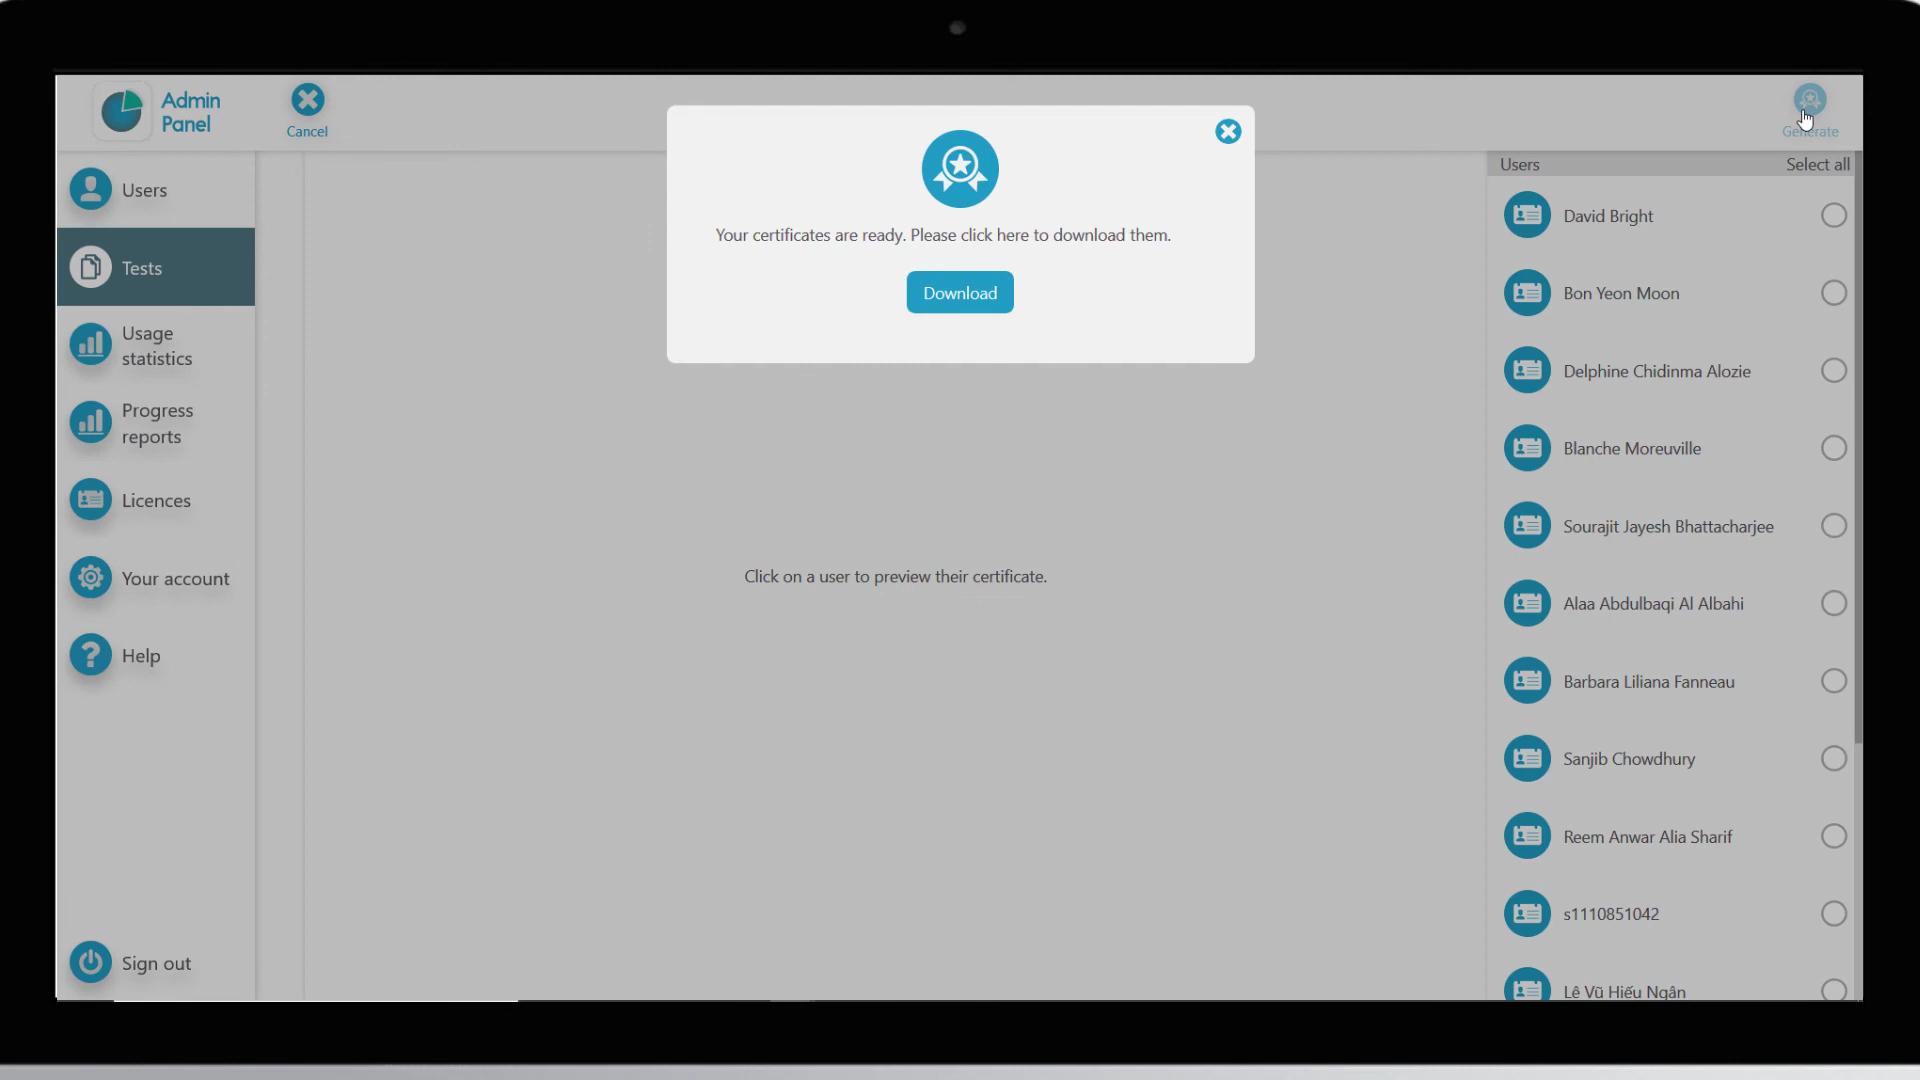 Admin
Panel
Cancel
Generate
Users
Tests
Usage
statistics
Progress
reports
Licences
Your account
Help
Sign out
Your certificates are ready. Please click here to download them.
Download
Click on a user to preview their certificate.
Users Select all
David Bright
Bon Yeon Moon
Delphine Chidinma Alozie
Blanche Moreuville
Sourajit Jayesh Bhattacharjee
Alaa Abdulbaqi Al Albahi
Barbara Liliana Fanneau
Sanjib Chowdhury
Reem Anwar Alia Sharif
s1110851042
Lê Vũ Hiếu Ngân